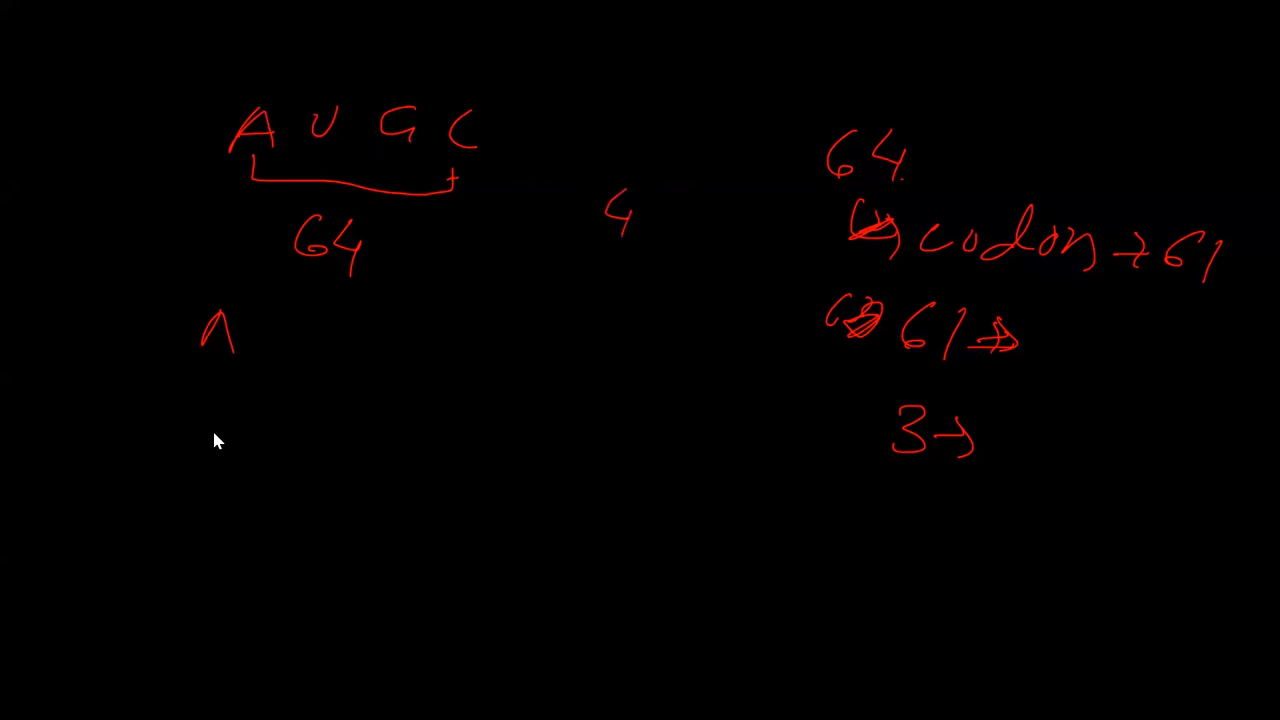 A U G C
64
4
A
64
codon → 61
61 →
3 →